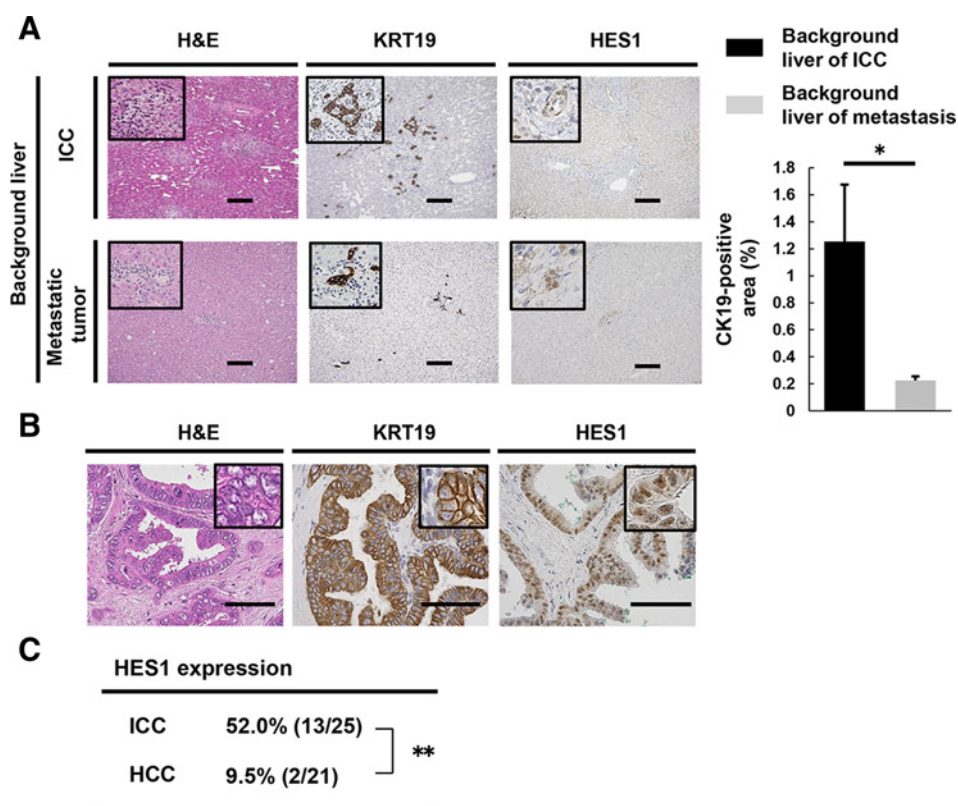 A
H&E
KRT19
HES1
Background liver
ICC
Metastatic
tumor
Background
liver of ICC
Background
liver of metastasis
*
CK19-positive
area (%)
1.8
1.6
1.4
1.2
1
0.8
0.6
0.4
0.2
0
B
H&E
KRT19
HES1
C
HES1 expression
ICC 52.0% (13/25)
**
HCC 9.5% (2/21)